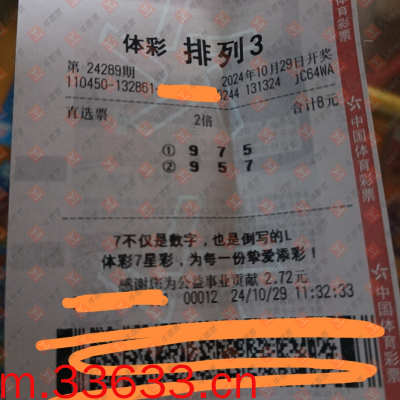 体彩 排列3
第 24289期 2024年10月29日开奖
110450-132861- 0244 131324 JC64WA
直选票 2倍 合计8元
① 9 7 5
② 9 5 7
7不仅是数字，也是倒写的L
体彩7星彩，为每一份挚爱添彩！
感谢您为公益事业贡献 2.72元
00012 24/10/29 11:32:33
中国体育彩票
中国体育彩票
m.33633.cn